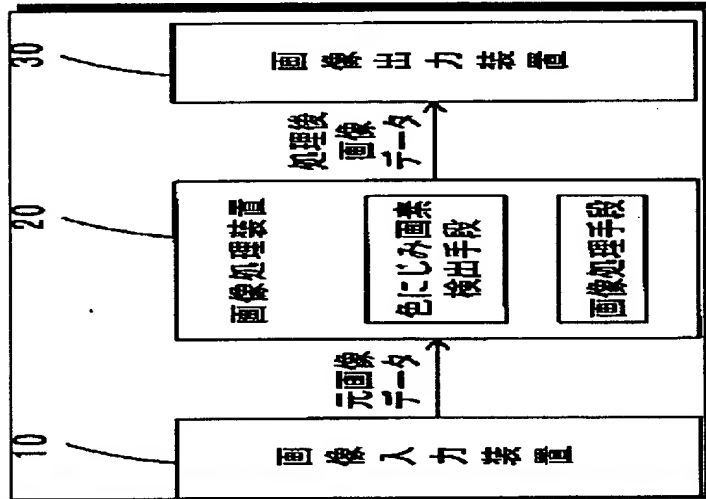 10
画像入力装置
元画像
データ
20
画像処理装置
色にじみ画素
検出手段
画像処理手段
処理後
画像
データ
30
画像出力装置